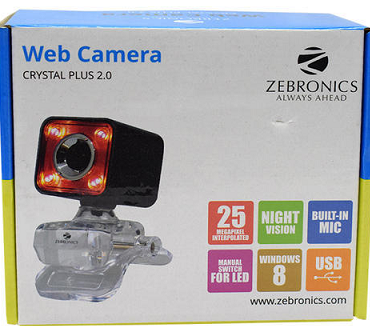 Web Camera
CRYSTAL PLUS 2.0
ZEBRONICS
ALWAYS AHEAD
ZEBRONICS
25
MEGAPIXEL
INTERPOLATED
NIGHT
VISION
BUILT-IN
MIC
MANUAL
SWITCH
FOR LED
WINDOWS
8
USB
www.zebronics.com